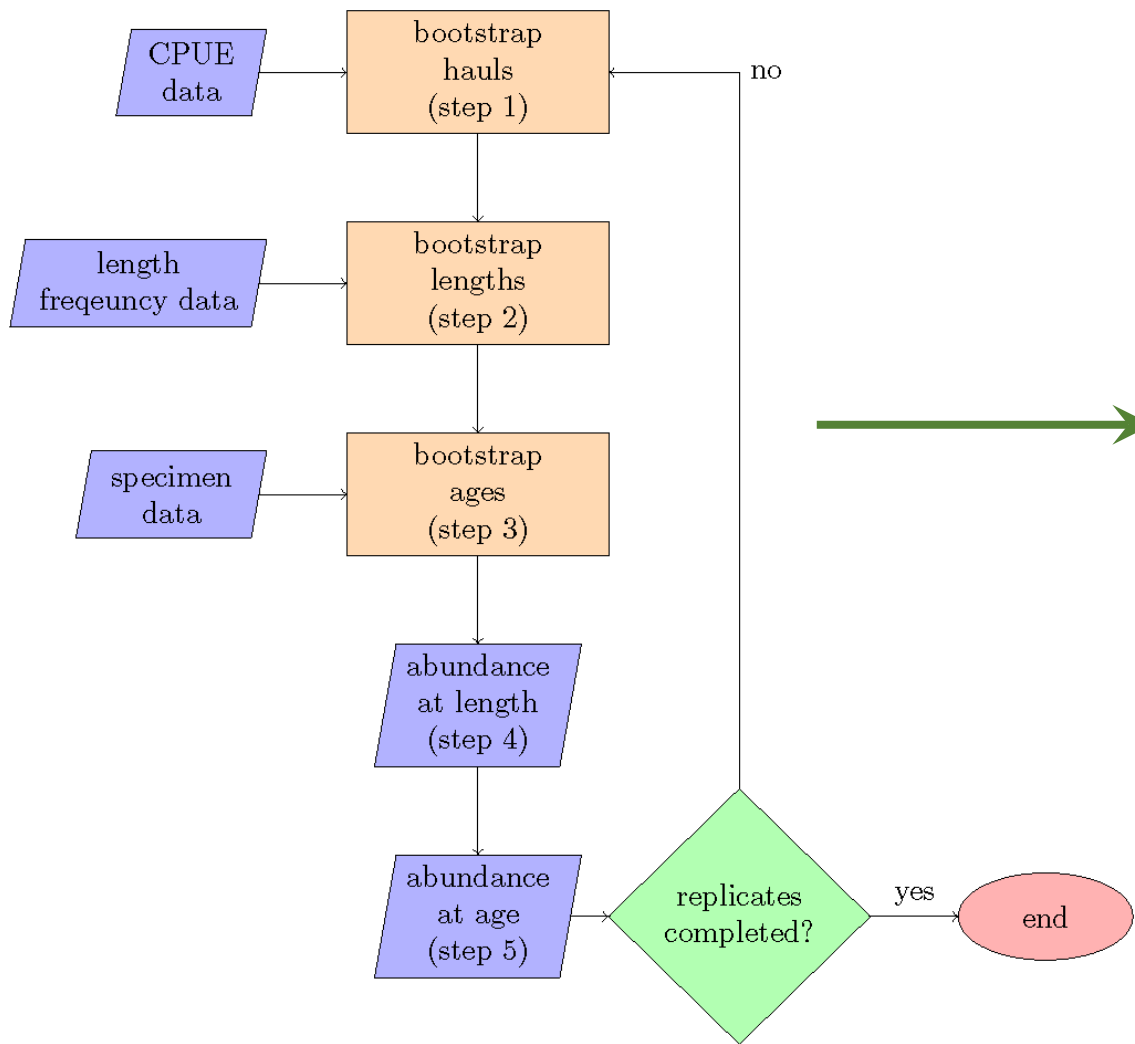 CPUE
data
bootstrap
hauls
(step 1)
no
length
freqeuncy data
bootstrap
lengths
(step 2)
specimen
data
bootstrap
ages
(step 3)
abundance
at length
(step 4)
abundance
at age
(step 5)
replicates
completed?
yes
end